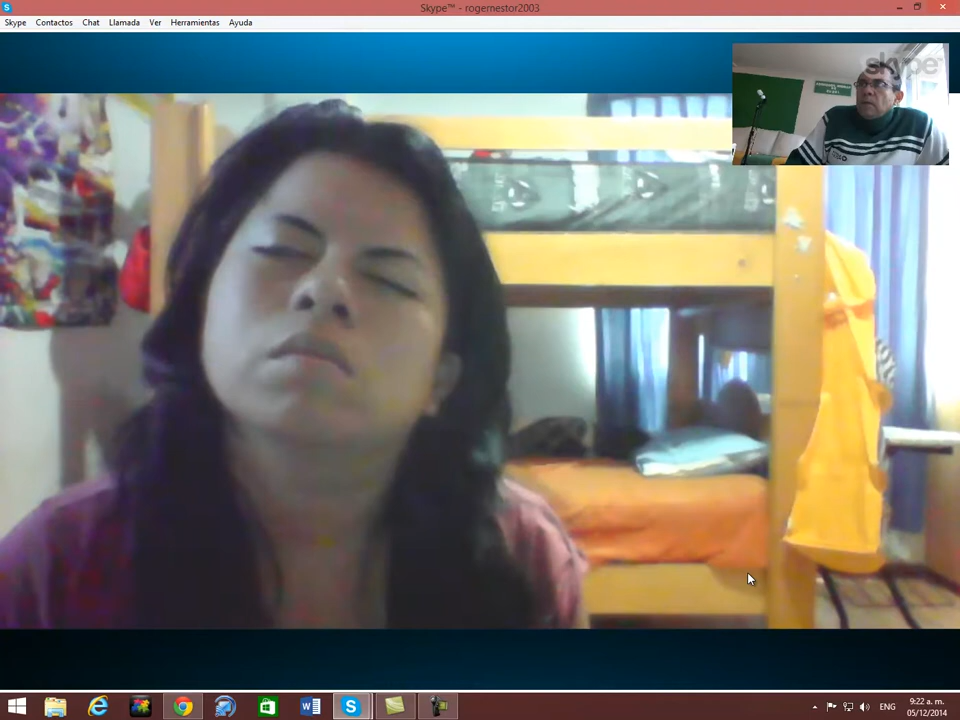 Skype™ - rogernestor2003
Skype Contactos Chat Llamada Ver Herramientas Ayuda
skype
ENG
9:22 a. m.
05/12/2014